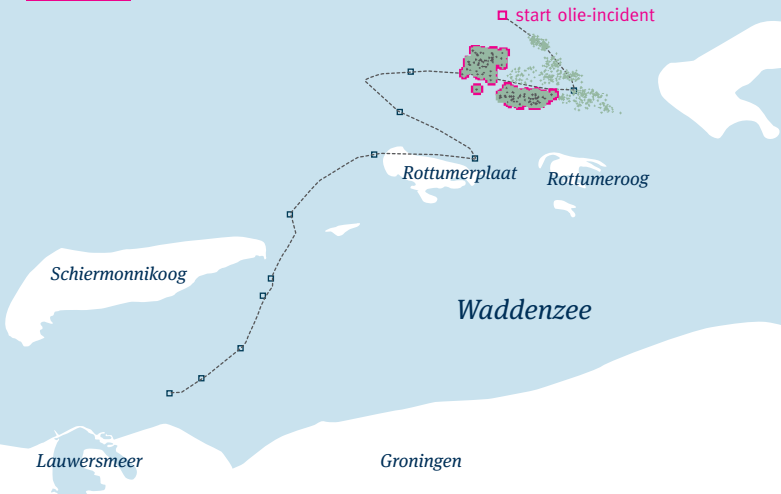 start olie-incident
Rottumerplaat
Rottumeroog
Schiermonnikoog
Waddenzee
Lauwersmeer
Groningen